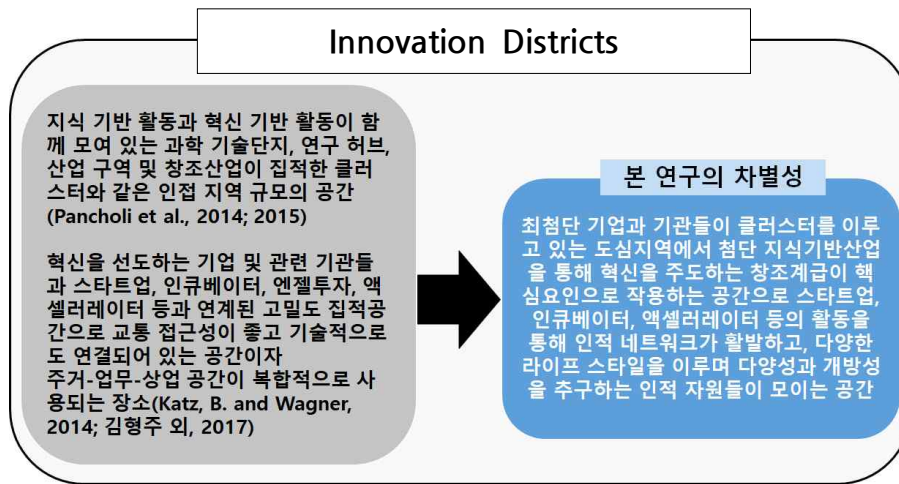 Innovation Districts
지식 기반 활동과 혁신 기반 활동이 함
께 모여 있는 과학 기술단지, 연구 허브,
산업 구역 및 창조산업이 집적한 클러
스터와 같은 인접 지역 규모의 공간
(Pancholi et al., 2014; 2015)
혁신을 선도하는 기업 및 관련 기관들
과 스타트업, 인큐베이터, 엔젤투자, 액
셀러레이터 등과 연계된 고밀도 집적공
간으로 교통 접근성이 좋고 기술적으로
도 연결되어 있는 공간이자
주거-업무-상업 공간이 복합적으로 사
용되는 장소(Katz, B. and Wagner,
2014; 김형주 외, 2017)
본 연구의 차별성
최첨단 기업과 기관들이 클러스터를 이루
고 있는 도심지역에서 첨단 지식기반산업
을 통해 혁신을 주도하는 창조계급이 핵
심요인으로 작용하는 공간으로 스타트업,
인큐베이터, 액셀러레이터 등의 활동을
통해 인적 네트워크가 활발하고, 다양한
라이프 스타일을 이루며 다양성과 개방성
을 추구하는 인적 자원들이 모이는 공간